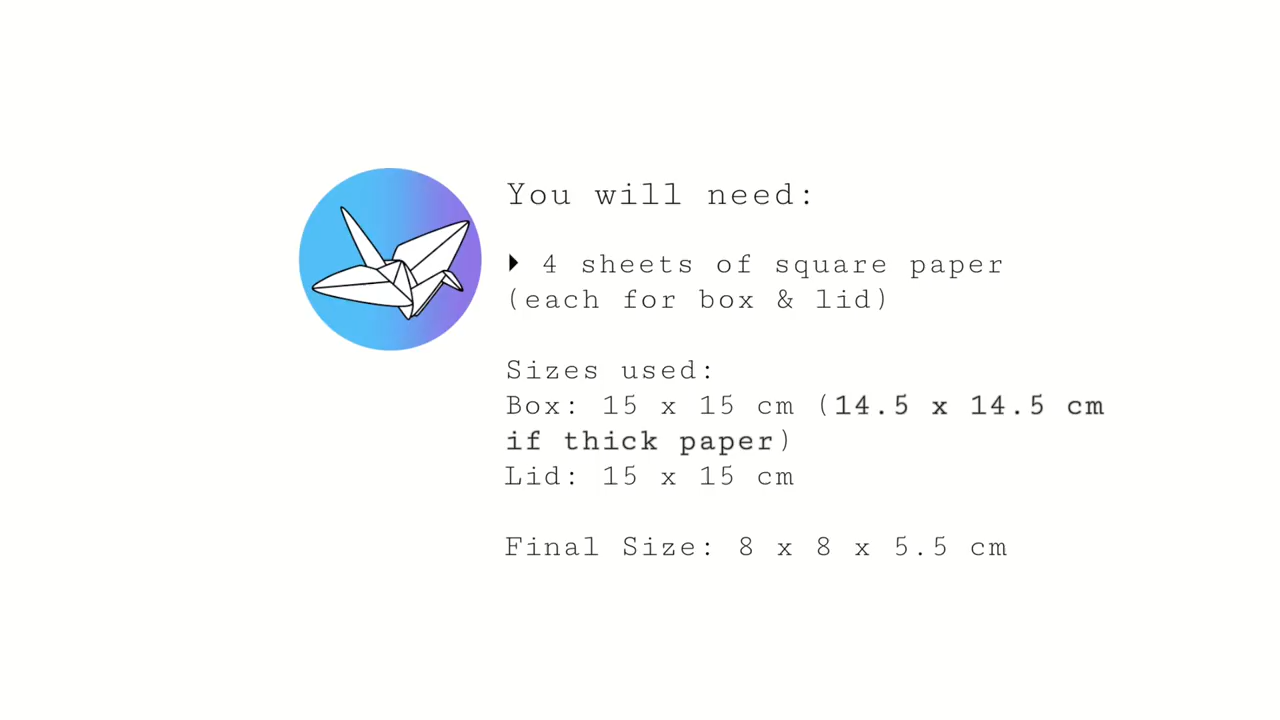 You will need:
▸ 4 sheets of square paper
(each for box & lid)
Sizes used:
Box: 15 x 15 cm (14.5 x 14.5 cm
if thick paper)
Lid: 15 x 15 cm
Final Size: 8 x 8 x 5.5 cm